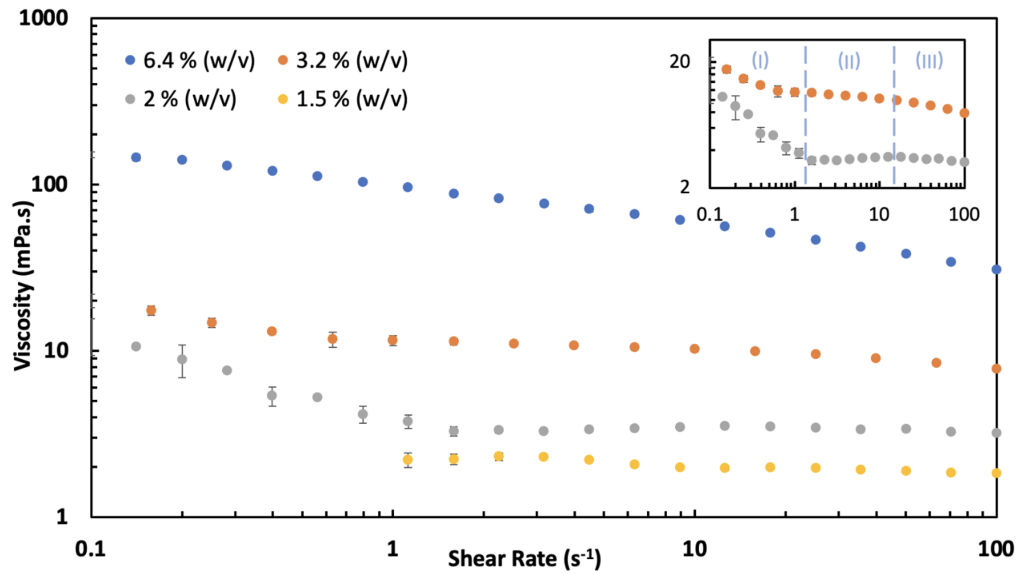 1000
100
10
1
Viscosity (mPa.s)
6.4 % (w/v) 3.2 % (w/v)
2 % (w/v) 1.5 % (w/v)
20
2
(I) (II) (III)
0.1 1 10 100
0.1 1 10 100
Shear Rate (s⁻¹)